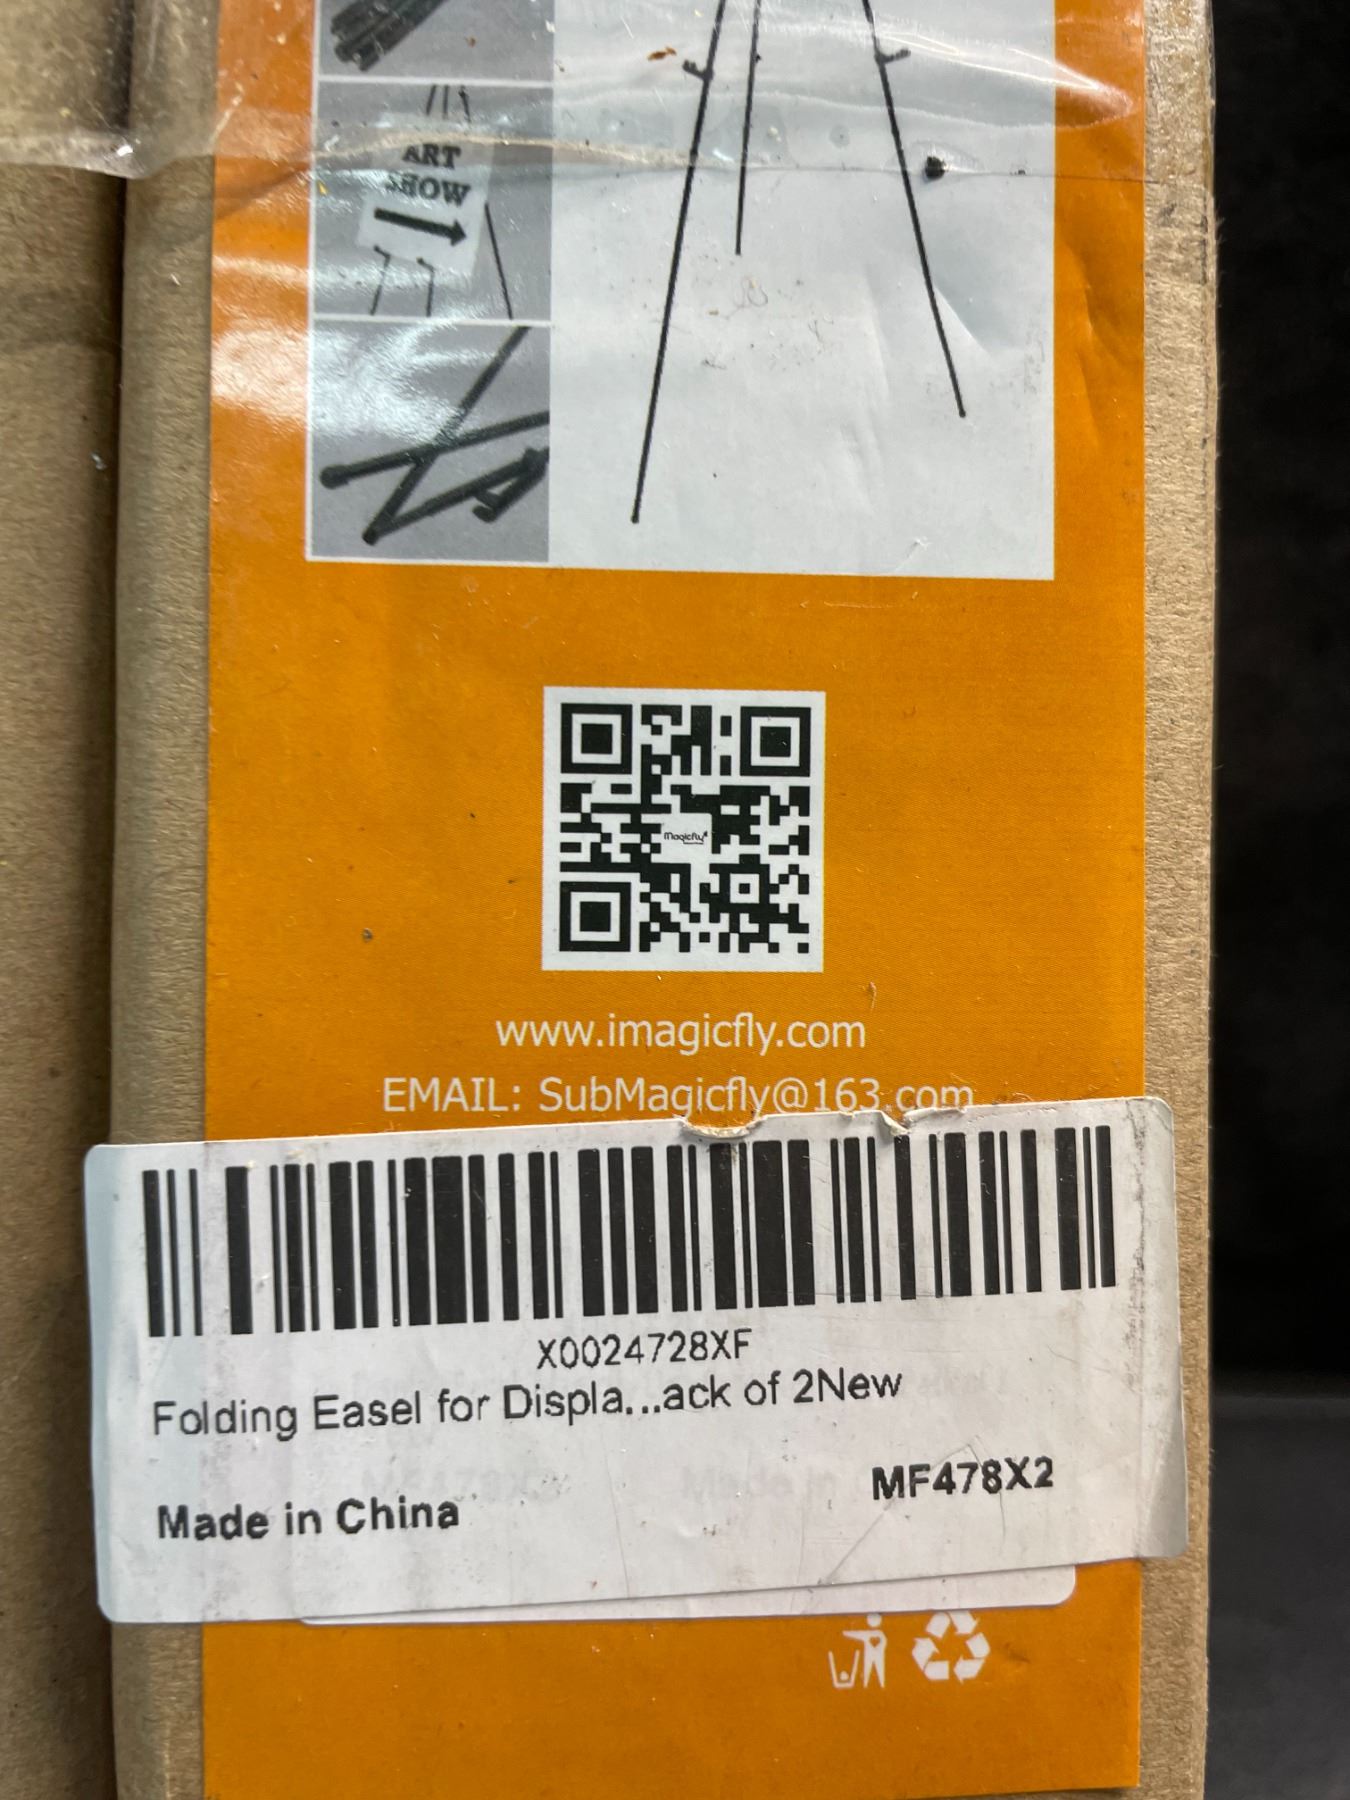 ART
SHOW
Magicfly
www.imagicfly.com
EMAIL: SubMagicfly@163.com
X0024728XF
Folding Easel for Displa...ack of 2New
MF478X2
Made in China